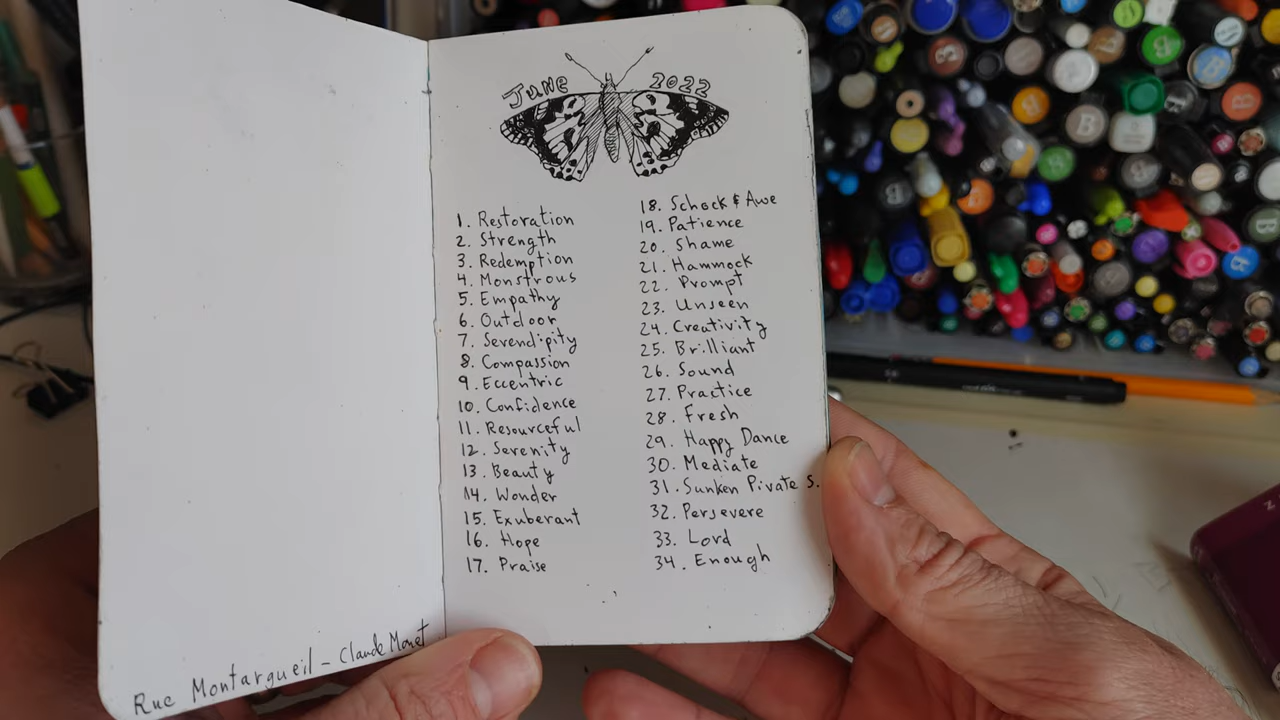 June 2022
1. Restoration
2. Strength
3. Redemption
4. Monstrous
5. Empathy
6. Outdoor
7. Serendipity
8. Compassion
9. Eccentric
10. Confidence
11. Resourceful
12. Serenity
13. Beauty
14. Wonder
15. Exuberant
16. Hope
17. Praise
18. Schock & Awe
19. Patience
20. Shame
21. Hammock
22. Prompt
23. Unseen
24. Creativity
25. Brilliant
26. Sound
27. Practice
28. Fresh
29. Happy Dance
30. Mediate
31. Sunken Pivate S.
32. Persevere
33. Lord
34. Enough
Rue Montargueil - Claude Monet